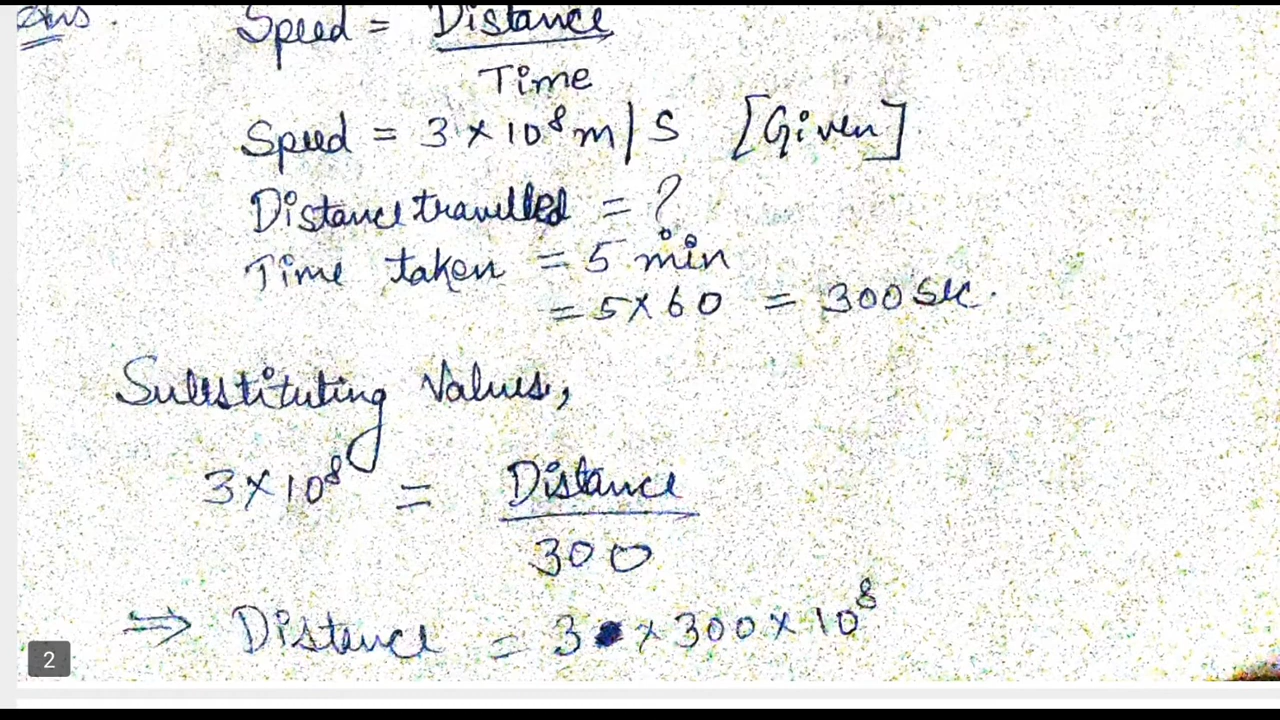 Ans Speed = Distance
Time
Speed = 3 × 10⁸ m/s [Given]
Distance travelled = ?
Time taken = 5 min
= 5 × 60 = 300 Sec.
Substituting Values,
3 × 10⁸ = Distance
300
⇒ Distance = 3 × 300 × 10⁸
2